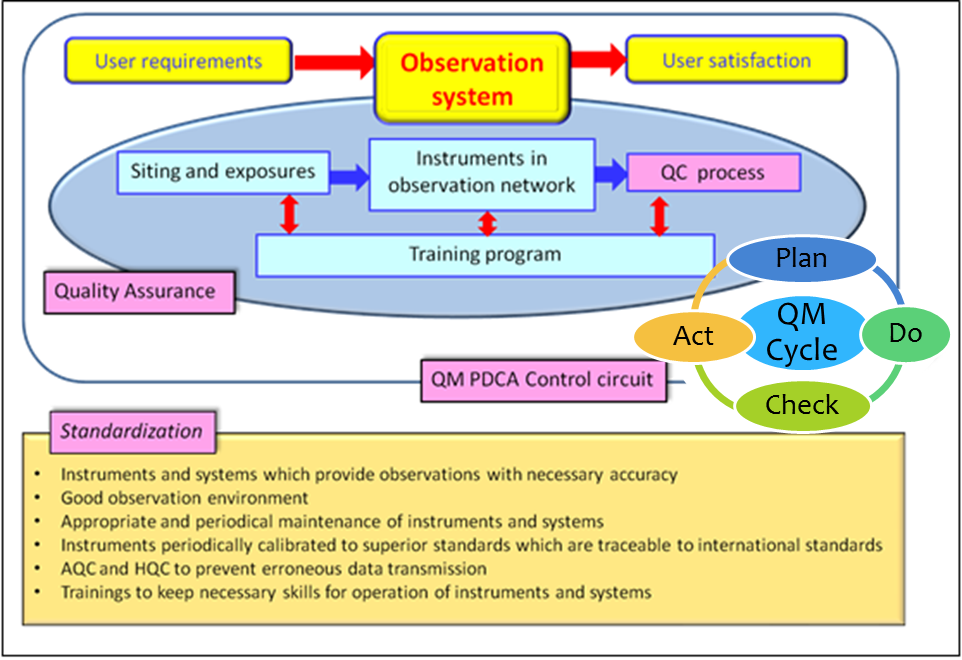 User requirements
Observation
system
User satisfaction
Siting and exposures
Instruments in
observation network
QC process
Training program
Quality Assurance
Plan
Act
QM
Cycle
Do
Check
QM PDCA Control circuit
Standardization
• Instruments and systems which provide observations with necessary accuracy
• Good observation environment
• Appropriate and periodical maintenance of instruments and systems
• Instruments periodically calibrated to superior standards which are traceable to international standards
• AQC and HQC to prevent erroneous data transmission
• Trainings to keep necessary skills for operation of instruments and systems